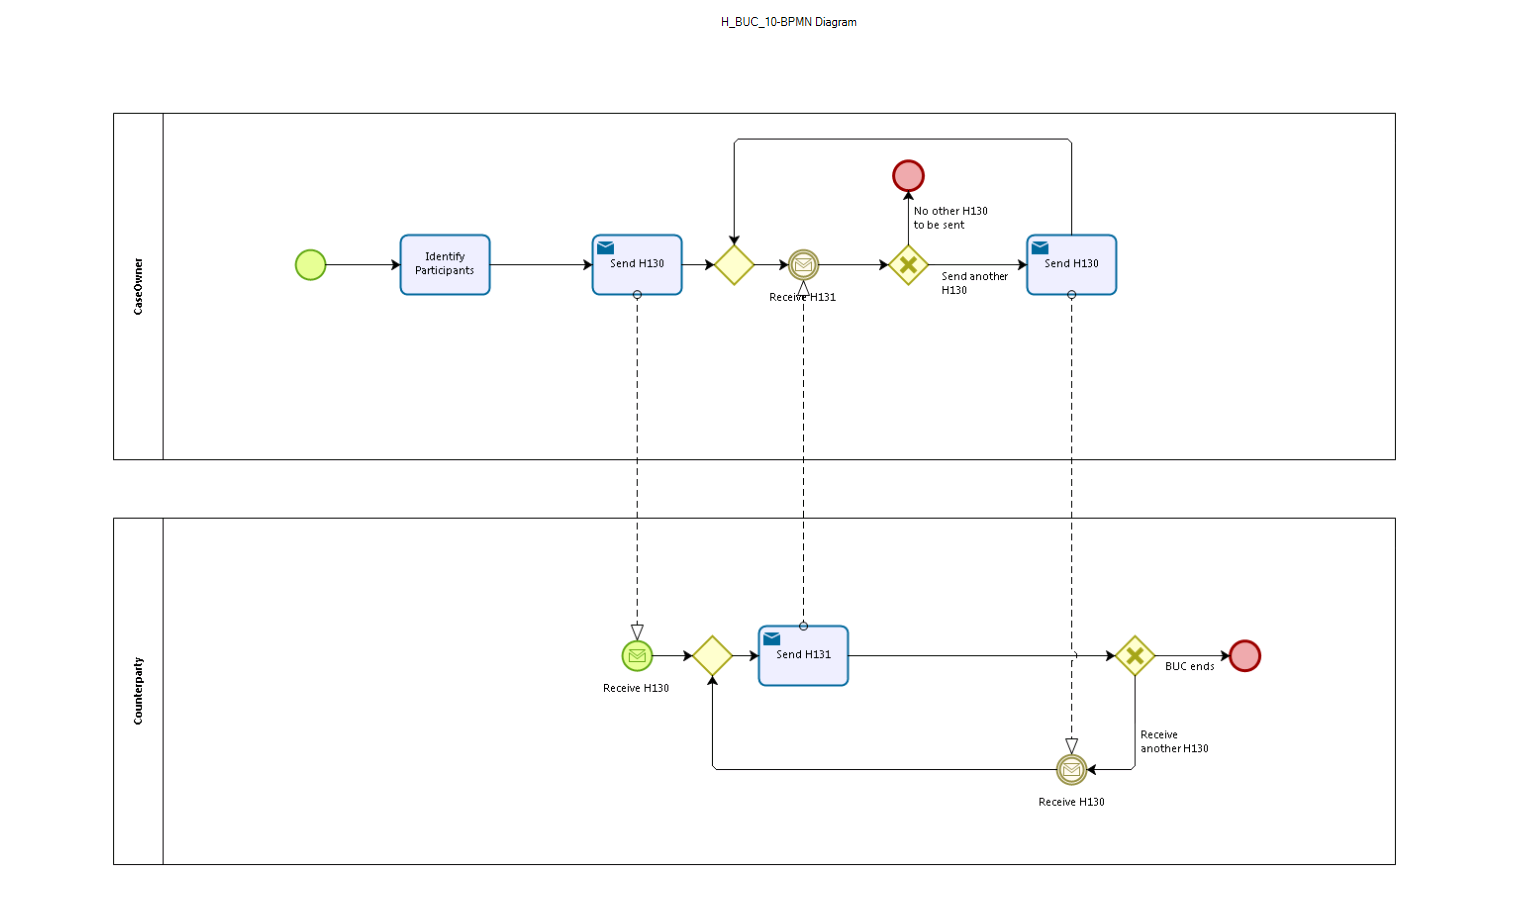 H_BUC_10-BPMN Diagram
CaseOwner
Identify
Participants
Send H130
Receive H131
No other H130
to be sent
Send another
H130
Send H130
Counterparty
Receive H130
Send H131
BUC ends
Receive
another H130
Receive H130